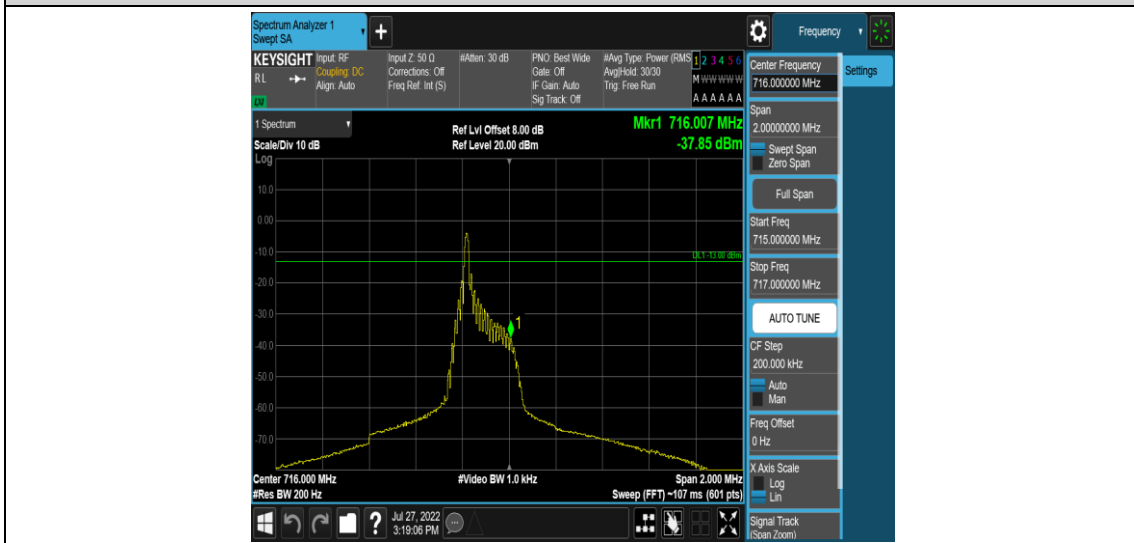 Spectrum Analyzer 1
Swept SA
+
Frequency
KEYSIGHT
RL
Input: RF
Coupling: DC
Align: Auto
Input Z: 50 Ω
Corrections: Off
Freq Ref: Int (S)
#Atten: 30 dB
PNO: Best Wide
Gate: Off
IF Gain: Auto
Sig Track: Off
#Avg Type: Power (RMS
Avg|Hold: 30/30
Trig: Free Run
1 2 3 4 5 6
M W W W W W
A A A A A A
1 Spectrum
Scale/Div 10 dB
Log
Ref Lvl Offset 8.00 dB
Ref Level 20.00 dBm
Mkr1 716.007 MHz
-37.85 dBm
10.0
0.00
-10.0
DL1 -13.00 dBm
-20.0
-30.0
1
-40.0
-50.0
-60.0
-70.0
Center 716.000 MHz
#Video BW 1.0 kHz
Span 2.000 MHz
#Res BW 200 Hz
Sweep (FFT) ~107 ms (601 pts)
?
Jul 27, 2022
3:19:06 PM
Center Frequency
716.000000 MHz
Settings
Span
2.00000000 MHz
Swept Span
Zero Span
Full Span
Start Freq
715.000000 MHz
Stop Freq
717.000000 MHz
AUTO TUNE
CF Step
200.000 kHz
Auto
Man
Freq Offset
0 Hz
X Axis Scale
Log
Lin
Signal Track
(Span Zoom)